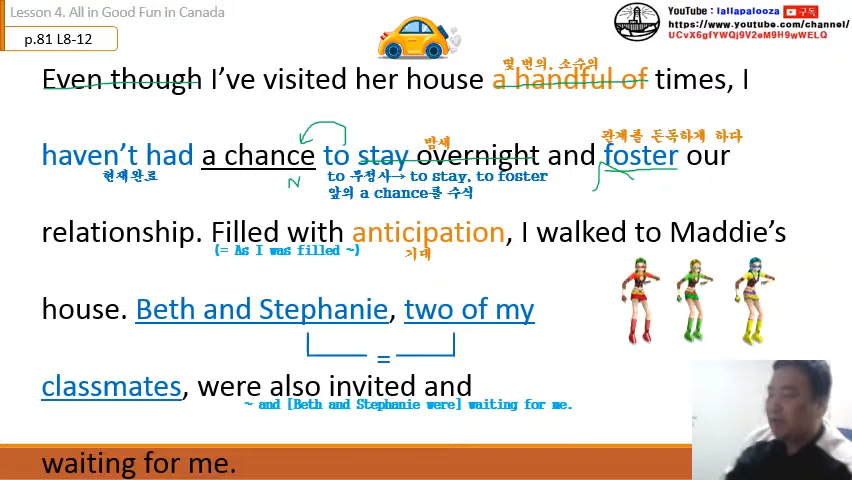 Lesson 4. All in Good Fun in Canada
p.81 L8-12
YouTube : lallapalooza 구독
https://www.youtube.com/channel/
UCvX6gfYWQj9V2eM9H9wWELQ
몇 번의, 소수의
Even though I've visited her house a handful of times, I
밤새
관계를 돈독하게 하다
haven't had a chance to stay overnight and foster our
현재완료
N
to 부정사→ to stay, to foster
앞의 a chance를 수식
relationship. Filled with anticipation, I walked to Maddie's
(= As I was filled ~)
기대
house. Beth and Stephanie, two of my
=
classmates, were also invited and
~ and [Beth and Stephanie were] waiting for me.
waiting for me.